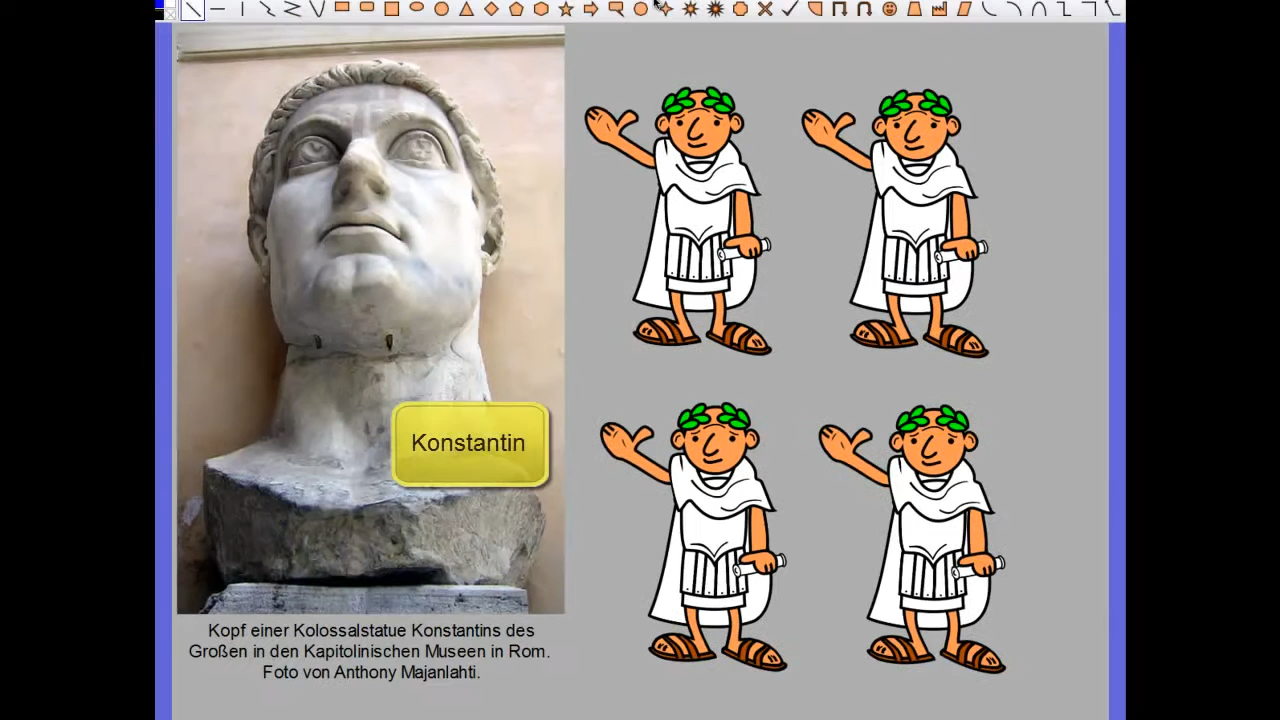 Konstantin
Kopf einer Kolossalstatue Konstantins des
Großen in den Kapitolinischen Museen in Rom.
Foto von Anthony Majanlahti.